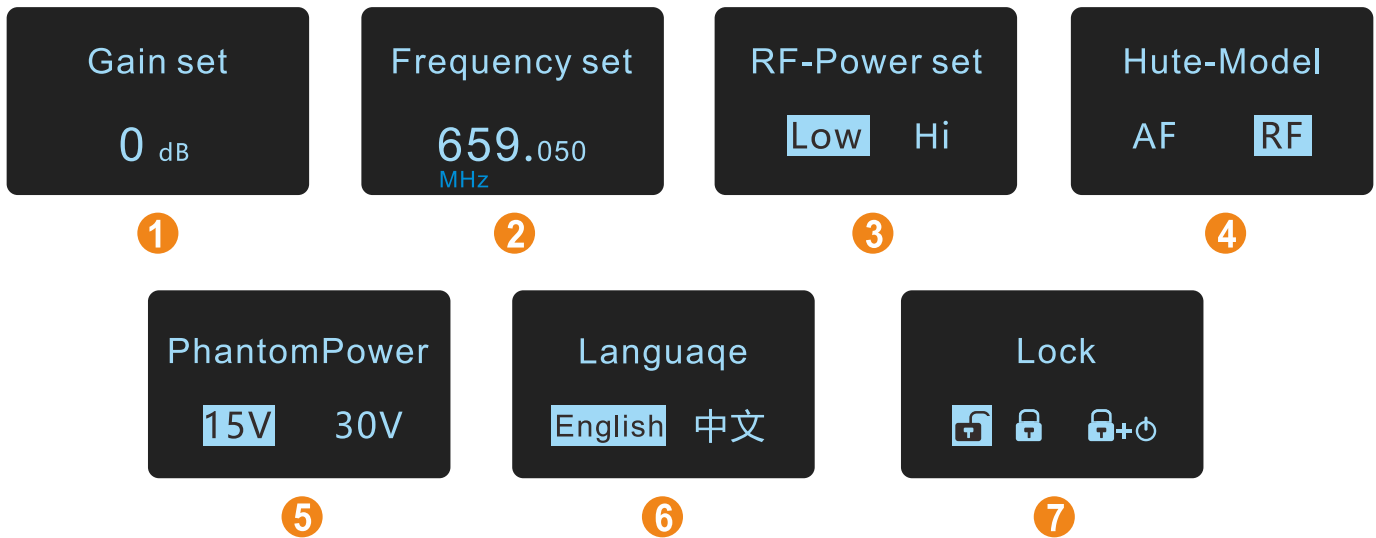 Gain set
0 dB
1
Frequency set
659.050
MHz
2
RF-Power set
Low Hi
3
Hute-Model
AF RF
4
PhantomPower
15V 30V
5
Languaqe
English 中文
6
Lock
+
7